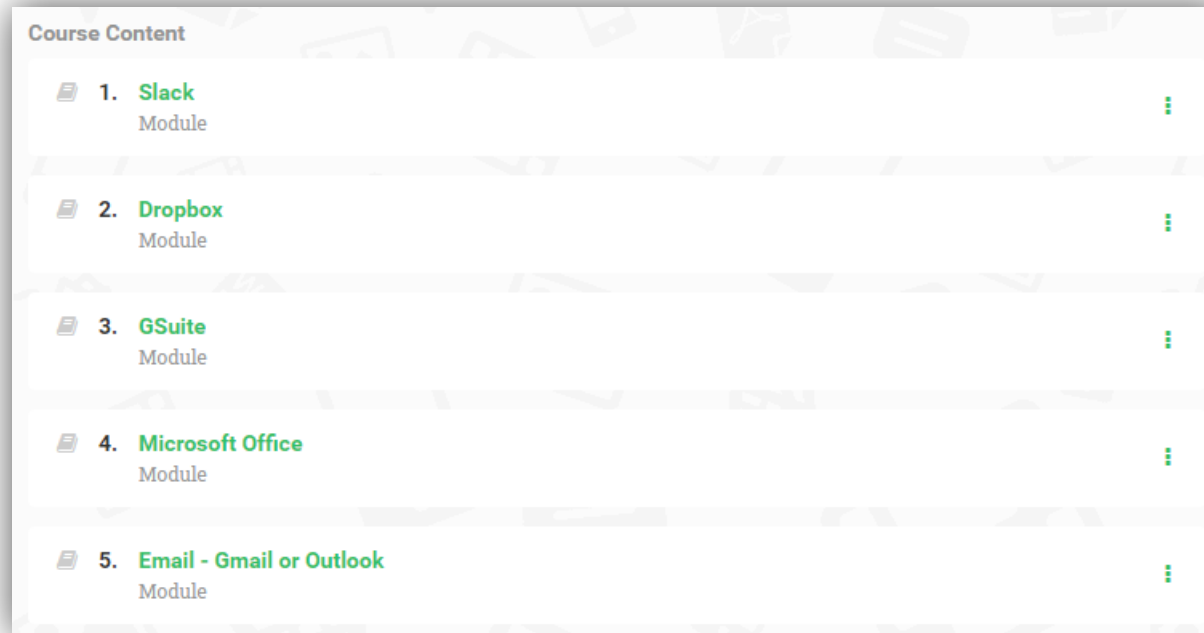 Course Content
1. Slack
Module
2. Dropbox
Module
3. GSuite
Module
4. Microsoft Office
Module
5. Email - Gmail or Outlook
Module